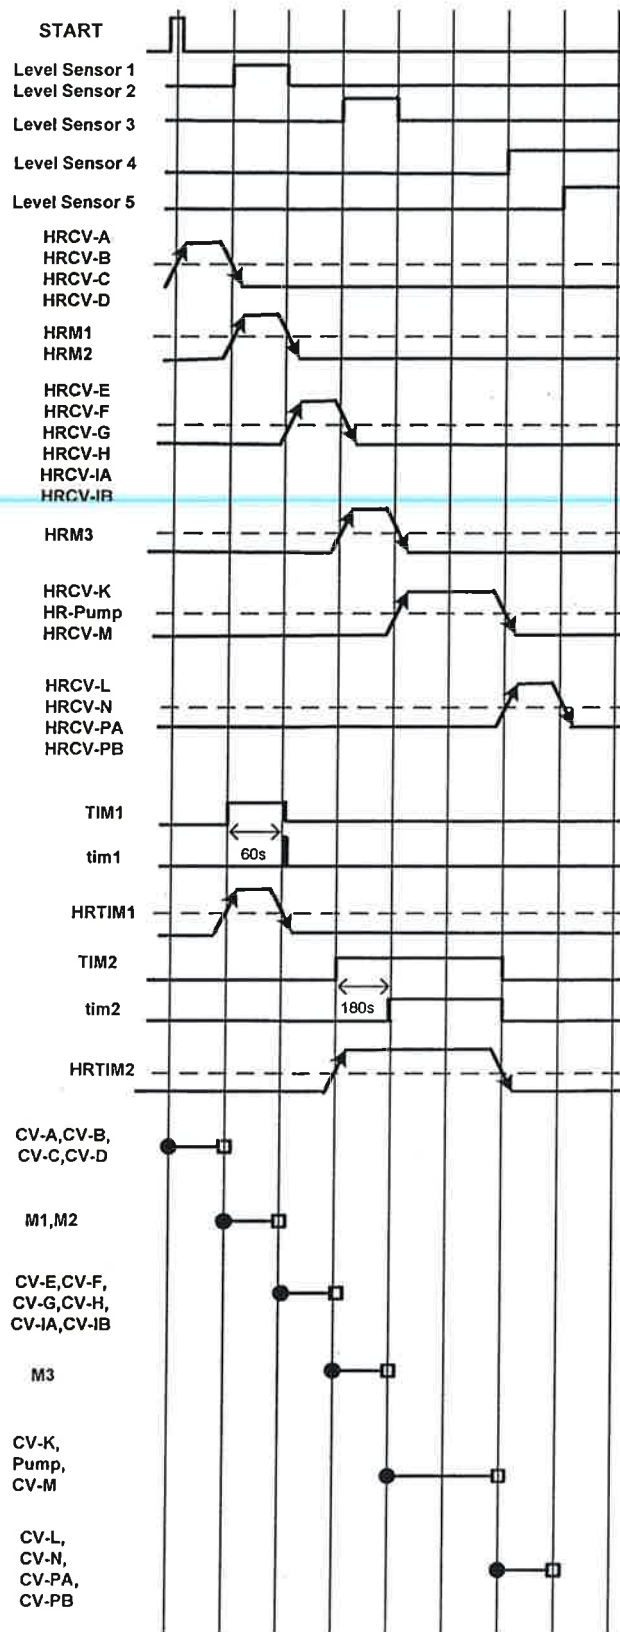 START
Level Sensor 1
Level Sensor 2
Level Sensor 3
Level Sensor 4
Level Sensor 5
HRCV-A
HRCV-B
HRCV-C
HRCV-D
HRM1
HRM2
HRCV-E
HRCV-F
HRCV-G
HRCV-H
HRCV-IA
HRCV-IB
HRM3
HRCV-K
HR-Pump
HRCV-M
HRCV-L
HRCV-N
HRCV-PA
HRCV-PB
TIM1
60s
tim1
HRTIM1
TIM2
180s
tim2
HRTIM2
CV-A,CV-B,
CV-C,CV-D
M1,M2
CV-E,CV-F,
CV-G,CV-H,
CV-IA,CV-IB
M3
CV-K,
Pump,
CV-M
CV-L,
CV-N,
CV-PA,
CV-PB